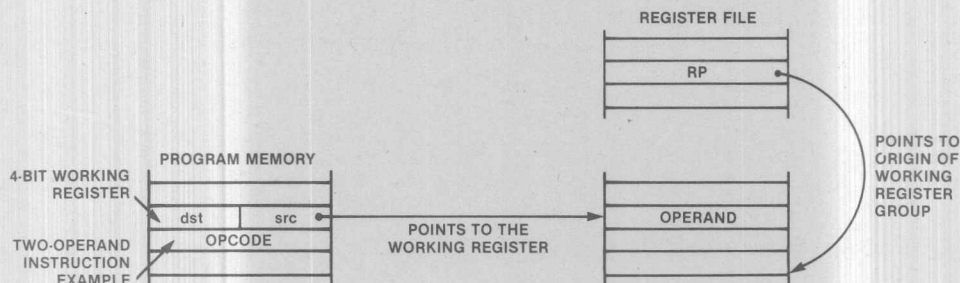 REGISTER FILE
RP
POINTS TO
ORIGIN OF
WORKING
REGISTER
GROUP
PROGRAM MEMORY
4-BIT WORKING
REGISTER
dst
src
OPERAND
OPCODE
POINTS TO THE
WORKING REGISTER
TWO-OPERAND
INSTRUCTION
EXAMPLE